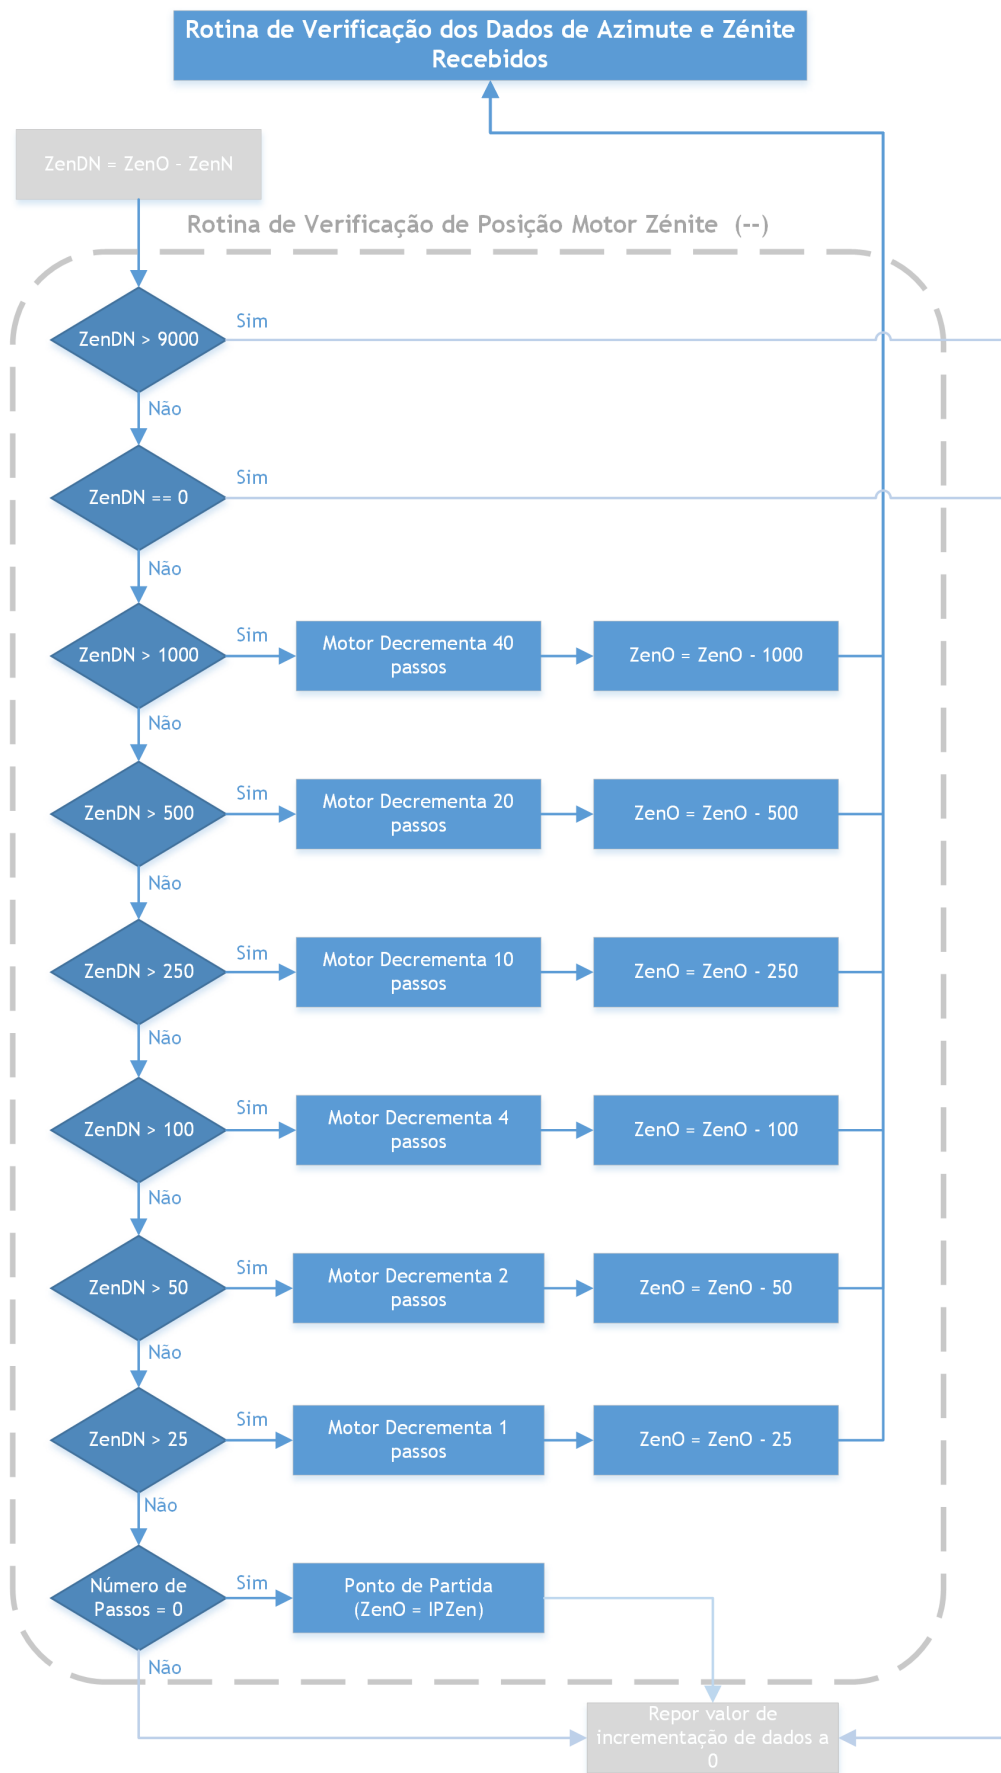 Rotina de Verificação dos Dados de Azimute e Zénite
Recebidos
ZenDN = ZenO - ZenN
Rotina de Verificação de Posição Motor Zénite (--)
ZenDN > 9000
Sim
Não
ZenDN == 0
Sim
Não
ZenDN > 1000
Sim
Motor Decrementa 40
passos
ZenO = ZenO - 1000
Não
ZenDN > 500
Sim
Motor Decrementa 20
passos
ZenO = ZenO - 500
Não
ZenDN > 250
Sim
Motor Decrementa 10
passos
ZenO = ZenO - 250
Não
ZenDN > 100
Sim
Motor Decrementa 4
passos
ZenO = ZenO - 100
Não
ZenDN > 50
Sim
Motor Decrementa 2
passos
ZenO = ZenO - 50
Não
ZenDN > 25
Sim
Motor Decrementa 1
passos
ZenO = ZenO - 25
Não
Número de
Passos = 0
Sim
Ponto de Partida
(ZenO = IPZen)
Não
Repor valor de
incrementação de dados a
0